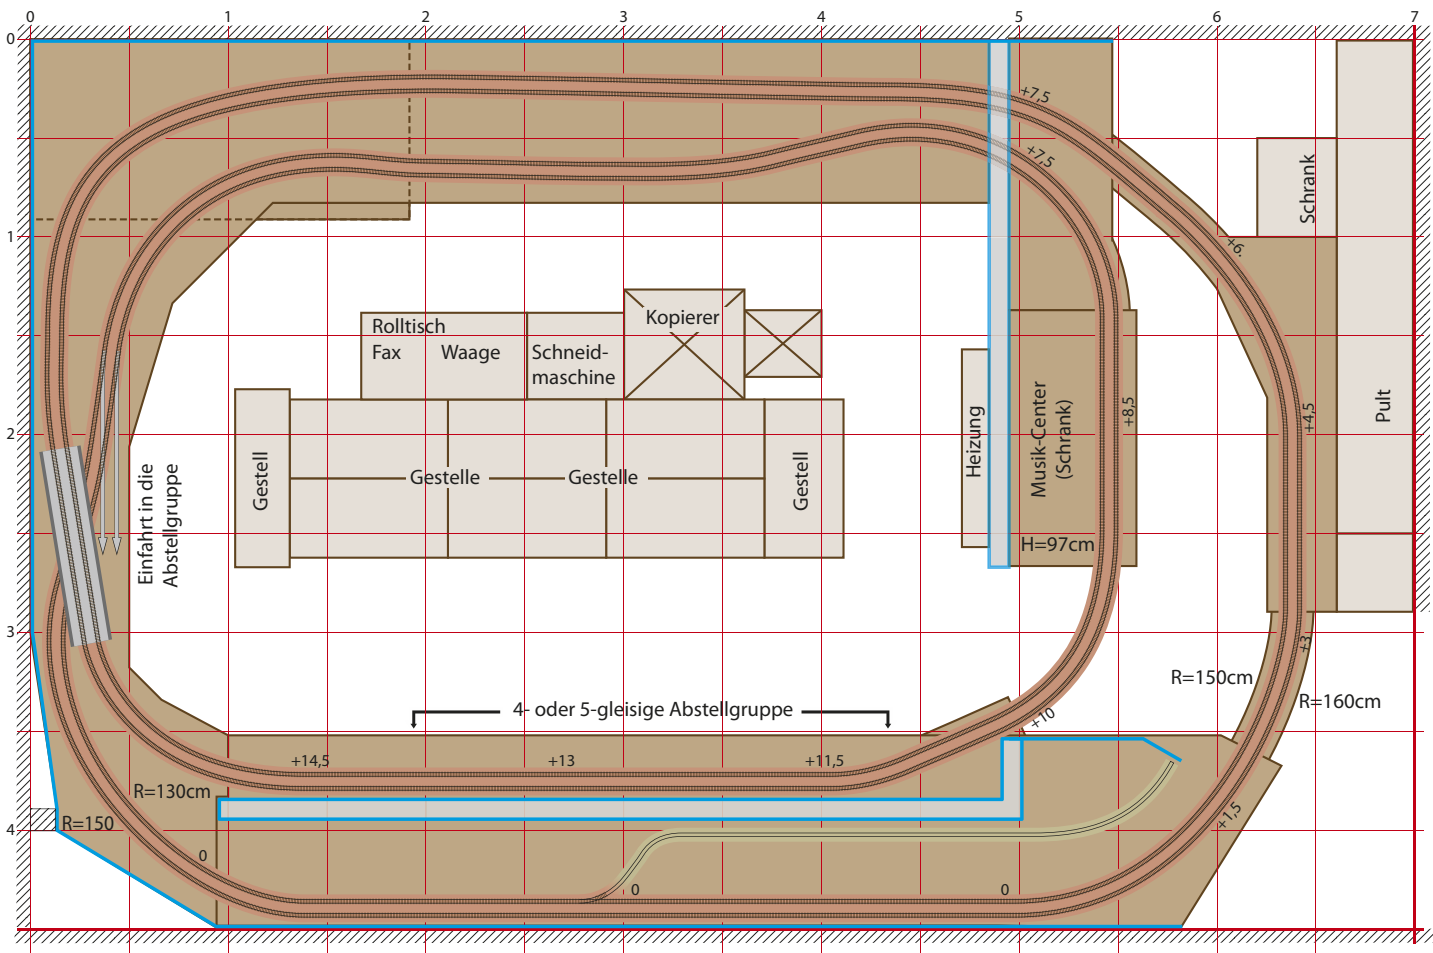 0 1 2 3 4 5 6 7
0
+7,5
+7,5
Schrank
1
+6.
Rolltisch
Kopierer
Fax
Waage
Schneid-
maschine
Musik-Center
(Schrank)
+8,5
+4,5
Pult
2
Heizung
Einfahrt in die
Abstellgruppe
Gestell
Gestelle
Gestelle
Gestell
H=97cm
3
+3
R=150cm
R=160cm
4- oder 5-gleisige Abstellgruppe
+10
+14,5
+13
+11,5
R=130cm
R=150
4
+1,5
0
0
0